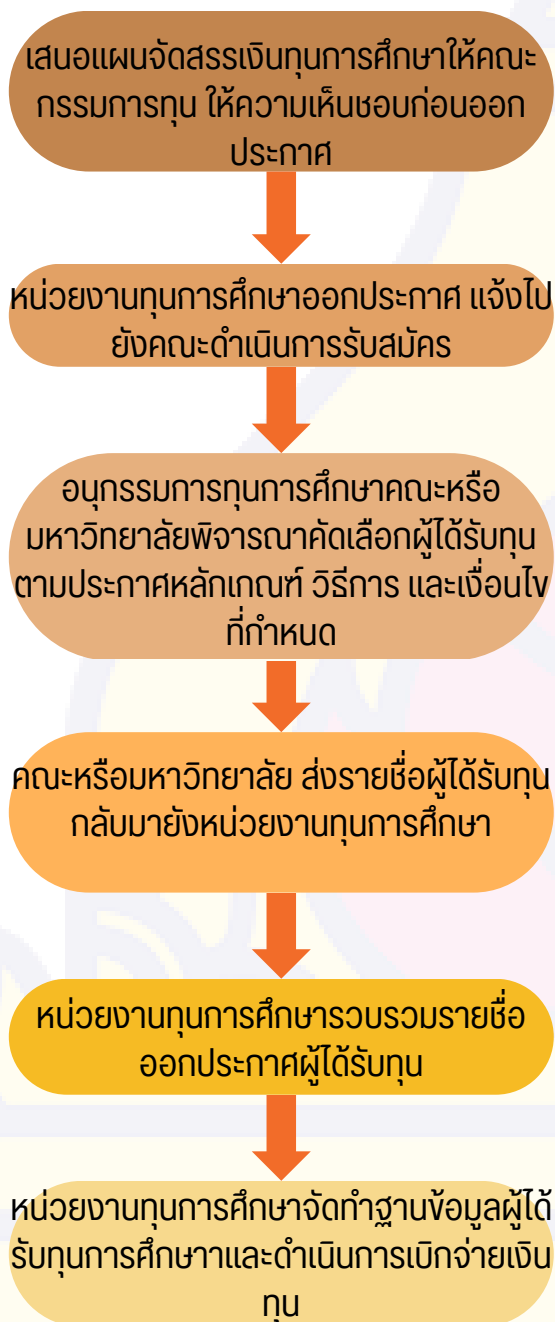 เสนอแผนจัดสรรเงินทุนการศึกษาให้คณะ
กรรมการทุน ให้ความเห็นชอบก่อนออก
ประกาศ
หน่วยงานทุนการศึกษาออกประกาศ แจ้งไป
ยังคณะดำเนินการรับสมัคร
อนุกรรมการทุนการศึกษาคณะหรือ
มหาวิทยาลัยพิจารณาคัดเลือกผู้ได้รับทุน
ตามประกาศหลักเกณฑ์ วิธีการ และเงื่อนไข
ที่กำหนด
คณะหรือมหาวิทยาลัย ส่งรายชื่อผู้ได้รับทุน
กลับมายังหน่วยงานทุนการศึกษา
หน่วยงานทุนการศึกษารวบรวมรายชื่อ
ออกประกาศผู้ได้รับทุน
หน่วยงานทุนการศึกษาจัดทำฐานข้อมูลผู้ได้
รับทุนการศึกษาาและดำเนินการเบิกจ่ายเงิน
ทุน